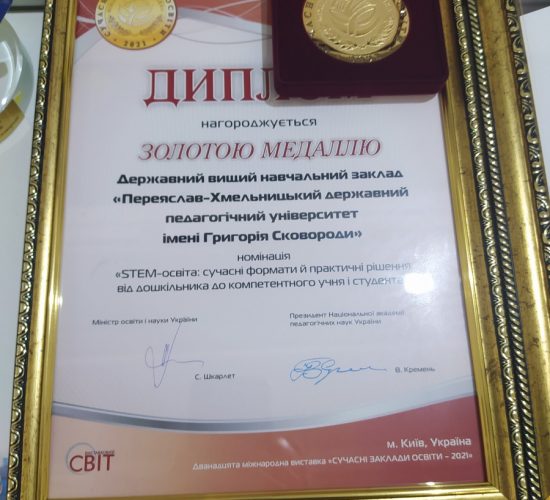 2021
ДИПЛОМ
нагороджується
ЗОЛОТОЮ МЕДАЛЛЮ
Державний вищий навчальний заклад
«Переяслав-Хмельницький державний
педагогічний університет
імені Григорія Сковороди»
номінація
«STEM-освіта: сучасні формати й практичні рішення
від дошкільника до компетентного учня і студента
Міністр освіти і науки України
С. Шкарлет
Президент Національної академії
педагогічних наук України
В. Кремень
СВІТ
м. Київ, Україна
Дванадцята міжнародна виставка «СУЧАСНІ ЗАКЛАДИ ОСВІТИ – 2021»